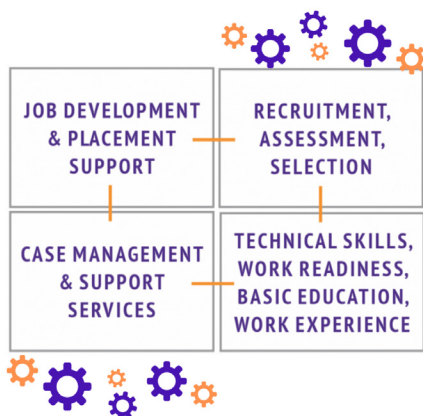 JOB DEVELOPMENT
& PLACEMENT
SUPPORT
RECRUITMENT,
ASSESSMENT,
SELECTION
CASE MANAGEMENT
& SUPPORT
SERVICES
TECHNICAL SKILLS,
WORK READINESS,
BASIC EDUCATION,
WORK EXPERIENCE